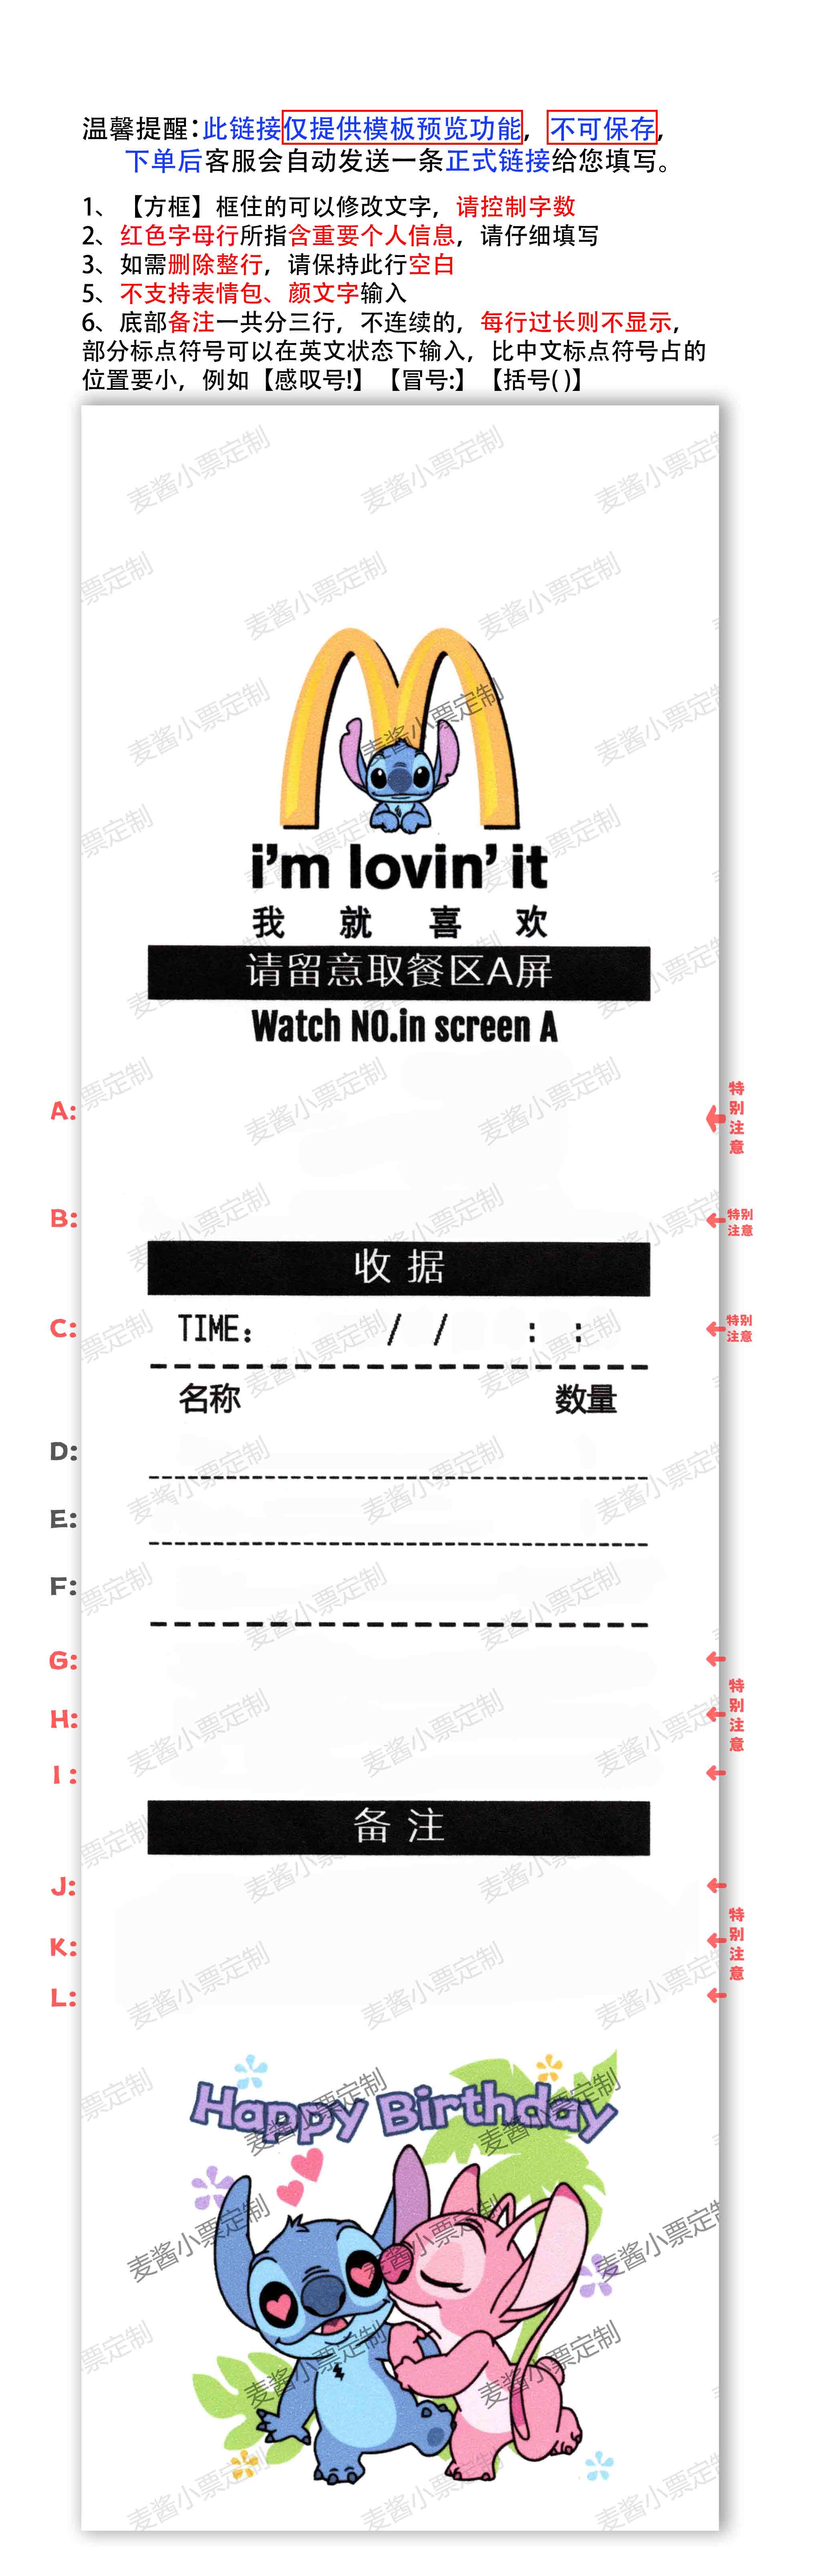 温馨提醒:此链接仅提供模板预览功能，不可保存，
下单后客服会自动发送一条正式链接给您填写。
1、【方框】框住的可以修改文字，请控制字数
2、红色字母行所指含重要个人信息，请仔细填写
3、如需删除整行，请保持此行空白
5、不支持表情包、颜文字输入
6、底部备注一共分三行，不连续的，每行过长则不显示，
部分标点符号可以在英文状态下输入，比中文标点符号占的
位置要小，例如【感叹号!】【冒号:】【括号( )】
麦酱小票定制
i'm lovin' it
我就喜欢
请留意取餐区A屏
Watch NO.in screen A
A: 特别注意
B: 特别注意
收据
C: TIME: / / : : 特别注意
名称 数量
D:
E:
F:
G:
H: 特别注意
I:
备注
J:
K: 特别注意
L:
Happy Birthday